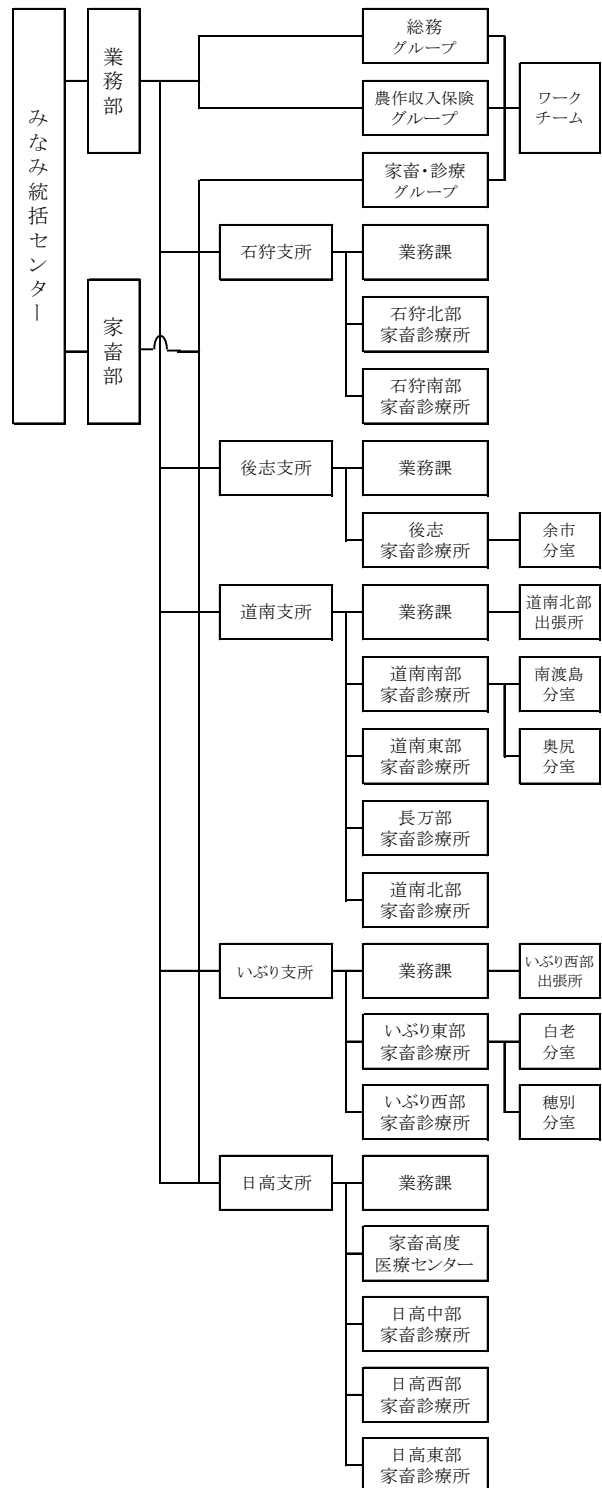 みなみ統括センター
業務部
家畜部
総務
グループ
農作収入保険
グループ
家畜・診療
グループ
ワーク
チーム
石狩支所
業務課
石狩北部
家畜診療所
石狩南部
家畜診療所
後志支所
業務課
後志
家畜診療所
余市
分室
道南支所
業務課
道南北部
出張所
道南南部
家畜診療所
南渡島
分室
奥尻
分室
道南東部
家畜診療所
長万部
家畜診療所
道南北部
家畜診療所
いぶり支所
業務課
いぶり西部
出張所
いぶり東部
家畜診療所
白老
分室
穂別
分室
いぶり西部
家畜診療所
日高支所
業務課
家畜高度
医療センター
日高中部
家畜診療所
日高西部
家畜診療所
日高東部
家畜診療所